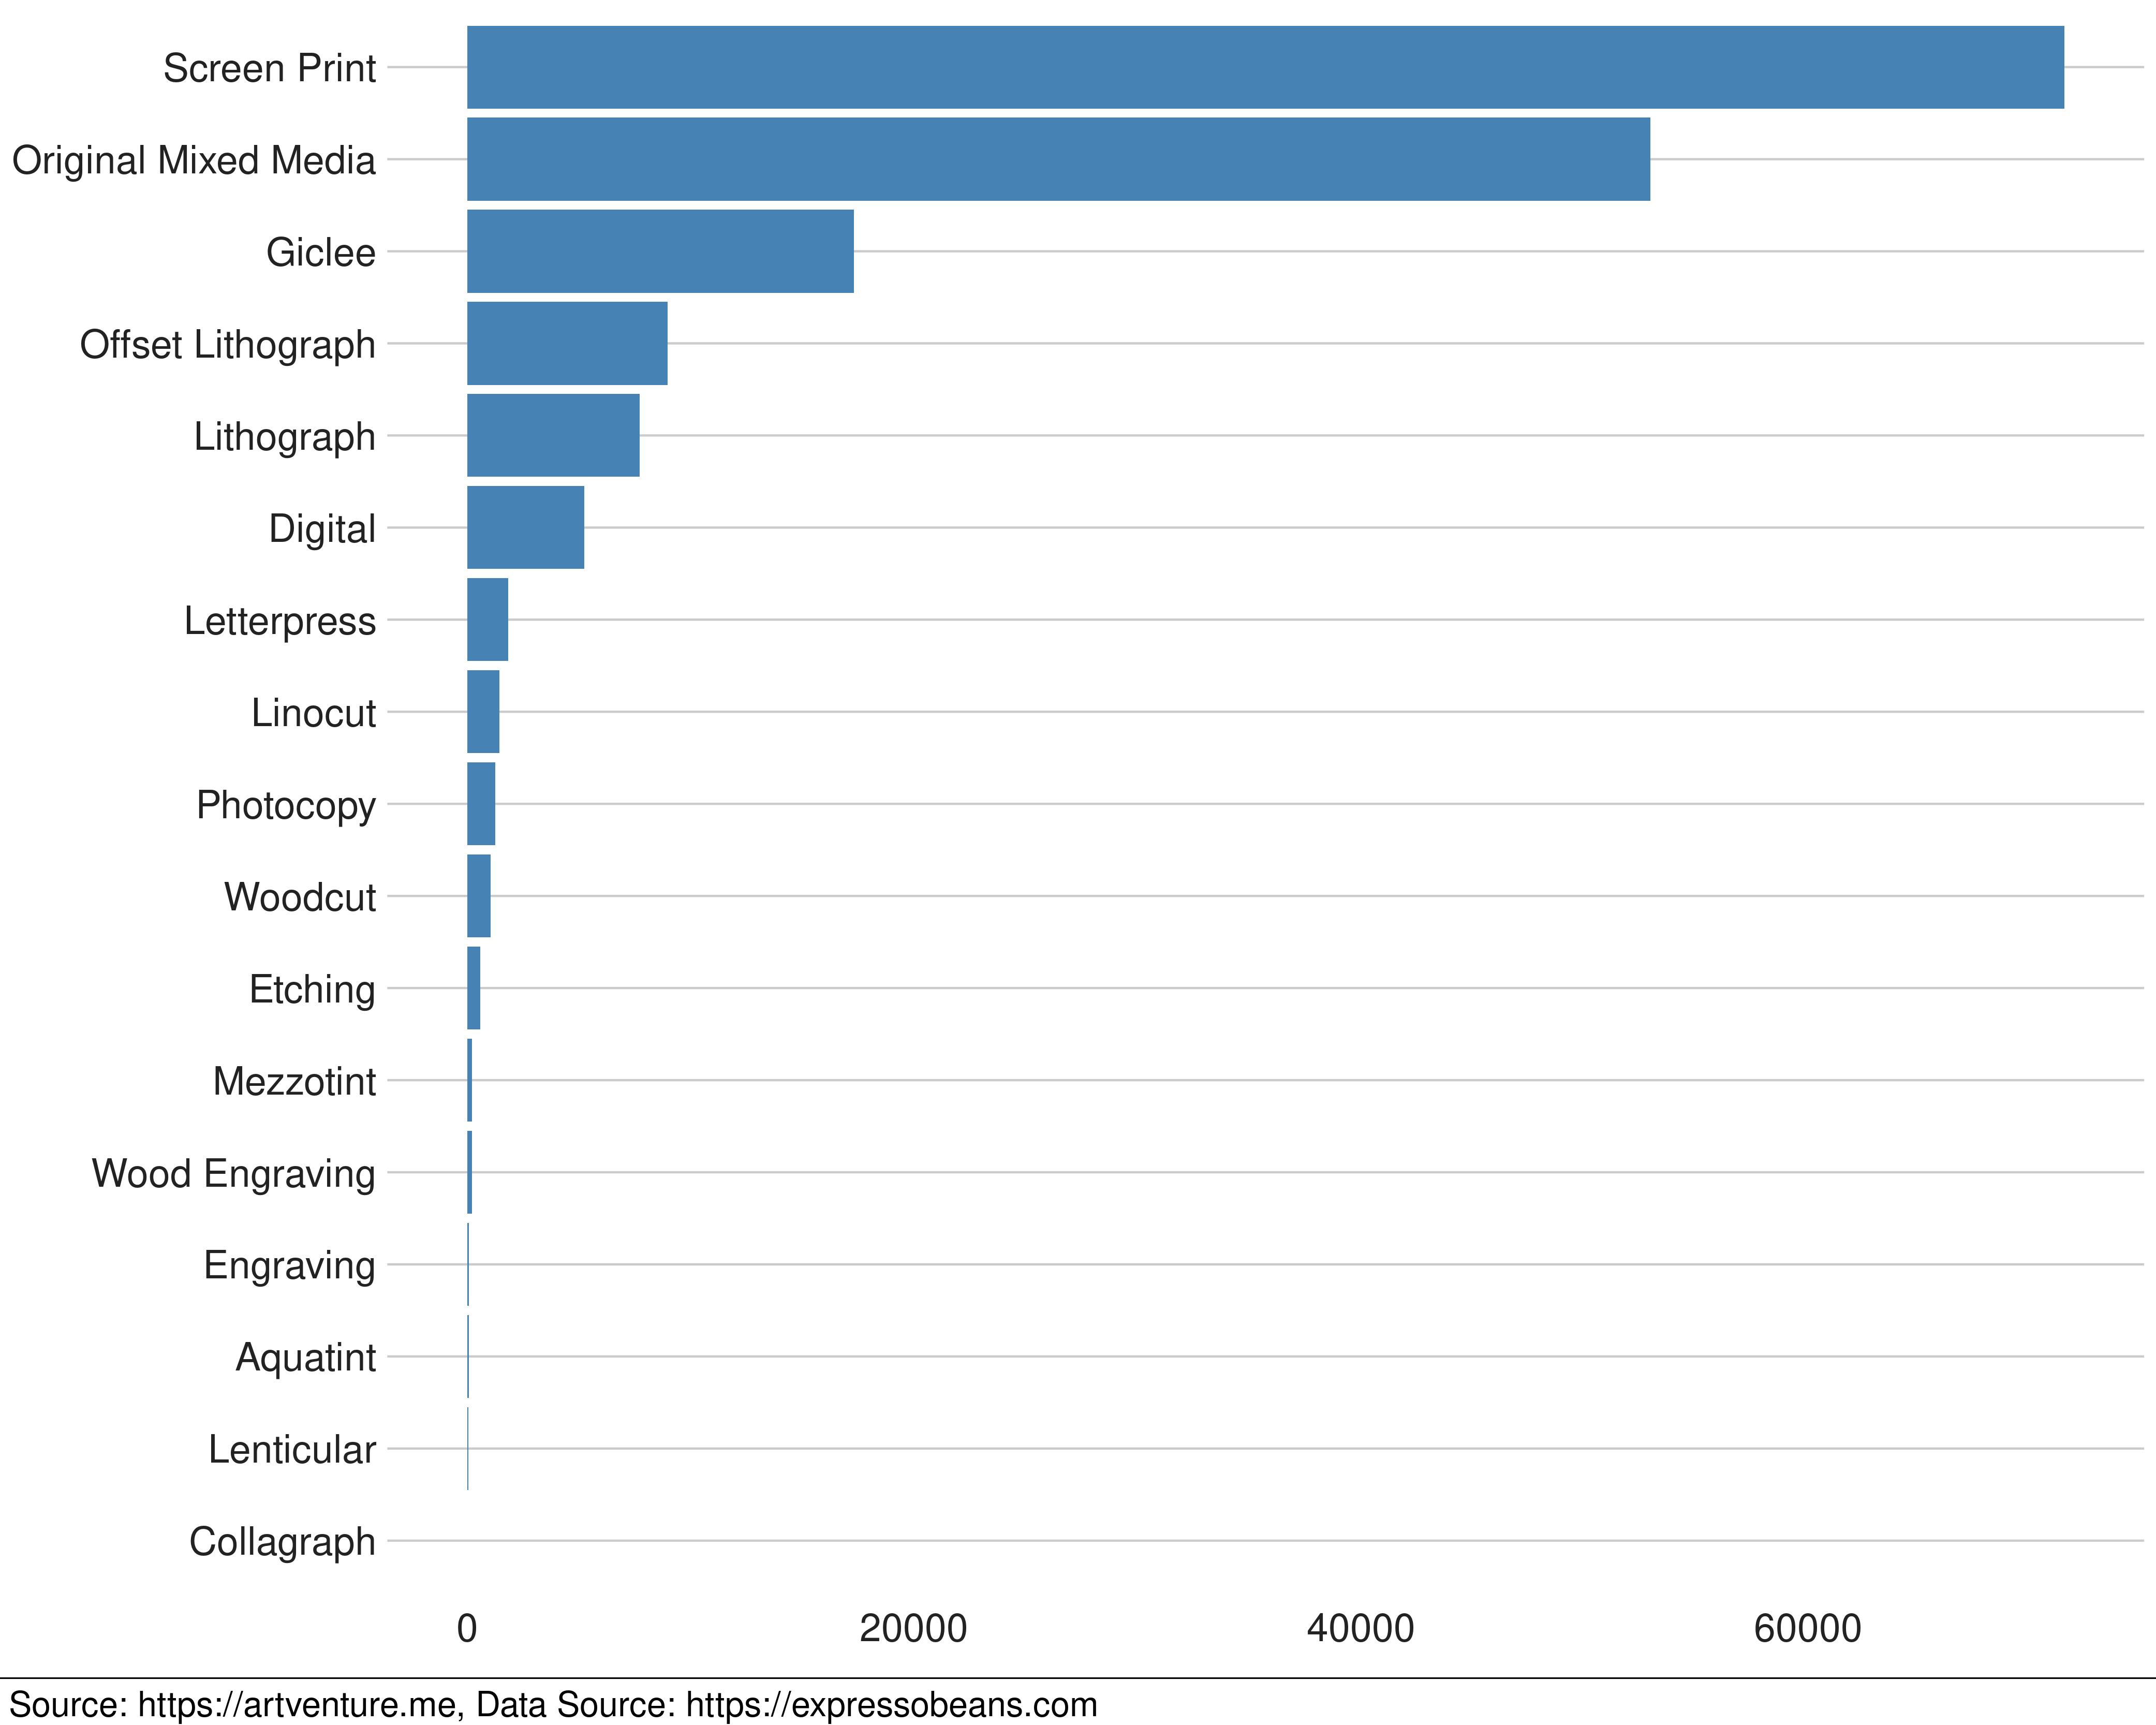 Screen Print
Original Mixed Media
Giclee
Offset Lithograph
Lithograph
Digital
Letterpress
Linocut
Photocopy
Woodcut
Etching
Mezzotint
Wood Engraving
Engraving
Aquatint
Lenticular
Collagraph
0 20000 40000 60000
Source: https://artventure.me, Data Source: https://expressobeans.com